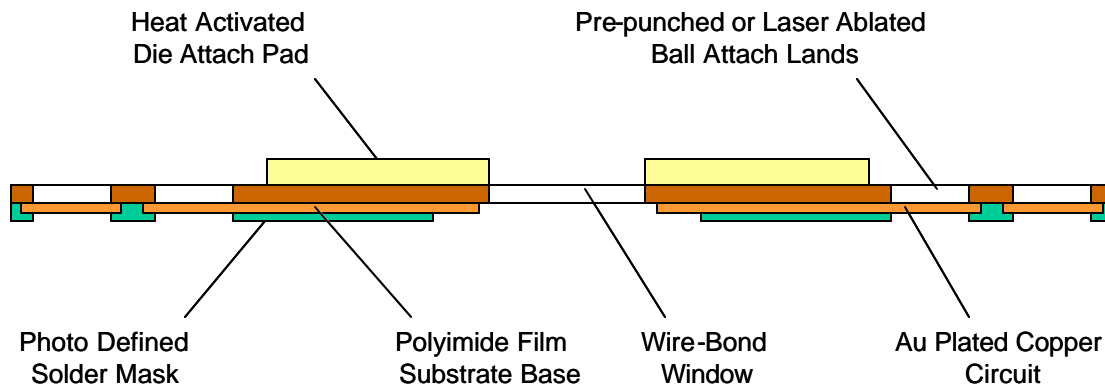 Heat Activated
Die Attach Pad
Pre-punched or Laser Ablated
Ball Attach Lands
Photo Defined
Solder Mask
Polyimide Film
Substrate Base
Wire-Bond
Window
Au Plated Copper
Circuit